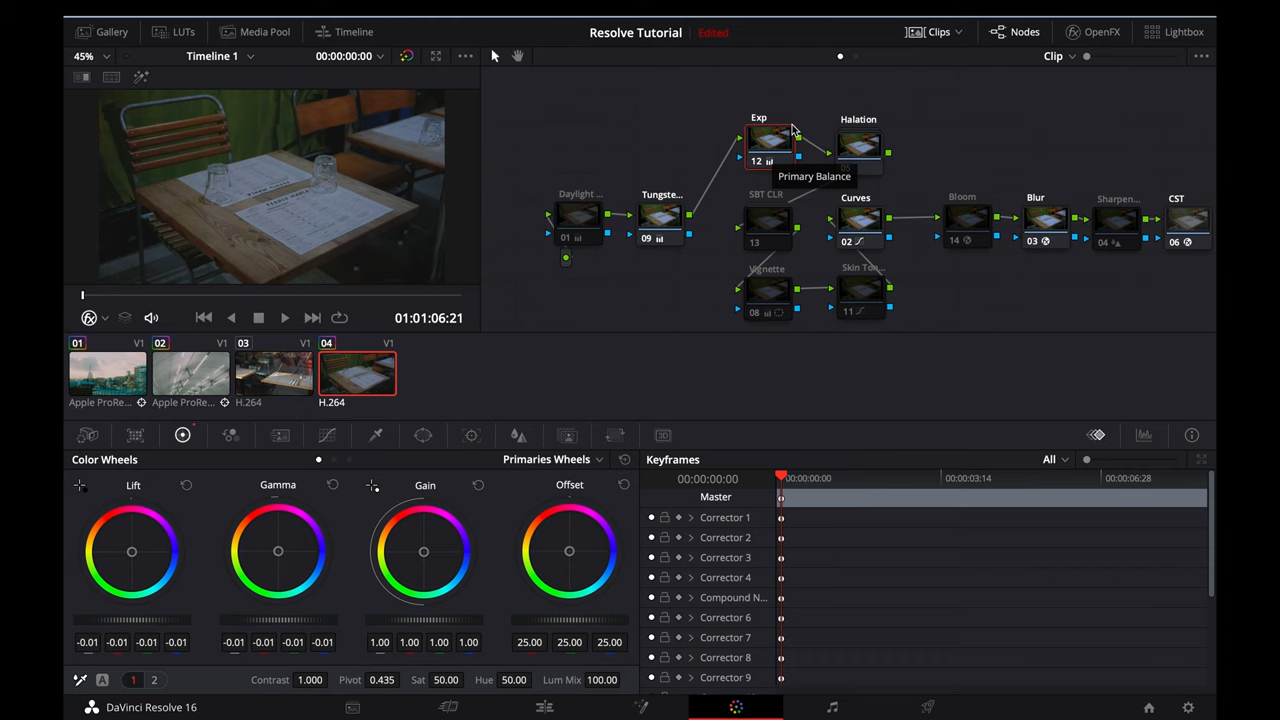 Gallery LUTs Media Pool Timeline Resolve Tutorial Edited Clips Nodes OpenFX Lightbox
45% Timeline 1 00:00:00:00 Clip
Exp Halation
12
Primary Balance
05
Daylight ... Tungste... SBT CLR Curves Bloom Blur Sharpen... CST
01 09 13 02 14 03 04 06
Vignette Skin Ton...
08 11
01:01:06:21
01 V1 02 V1 03 V1 04 V1
Apple ProRe... Apple ProRe... H.264 H.264
Color Wheels Primaries Wheels Keyframes All
Lift Gamma Gain Offset
00:00:00:00 00:00:00:00 00:00:03:14 00:00:06:28
Master
Corrector 1
Corrector 2
Corrector 3
Corrector 4
Compound N...
Corrector 6
Corrector 7
Corrector 8
Corrector 9
-0.01 -0.01 -0.01 -0.01 -0.01 -0.01 -0.01 -0.01 1.00 1.00 1.00 1.00 25.00 25.00 25.00
A 1 2 Contrast 1.000 Pivot 0.435 Sat 50.00 Hue 50.00 Lum Mix 100.00
3D
DaVinci Resolve 16